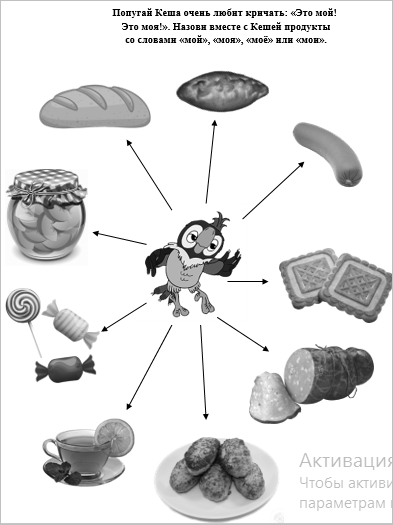 Попугай Кеша очень любит кричать: «Это мой!
Это моя!». Назови вместе с Кешей продукты
со словами «мой», «моя», «моё» или «мои».
Активация
Чтобы активи
параметрам